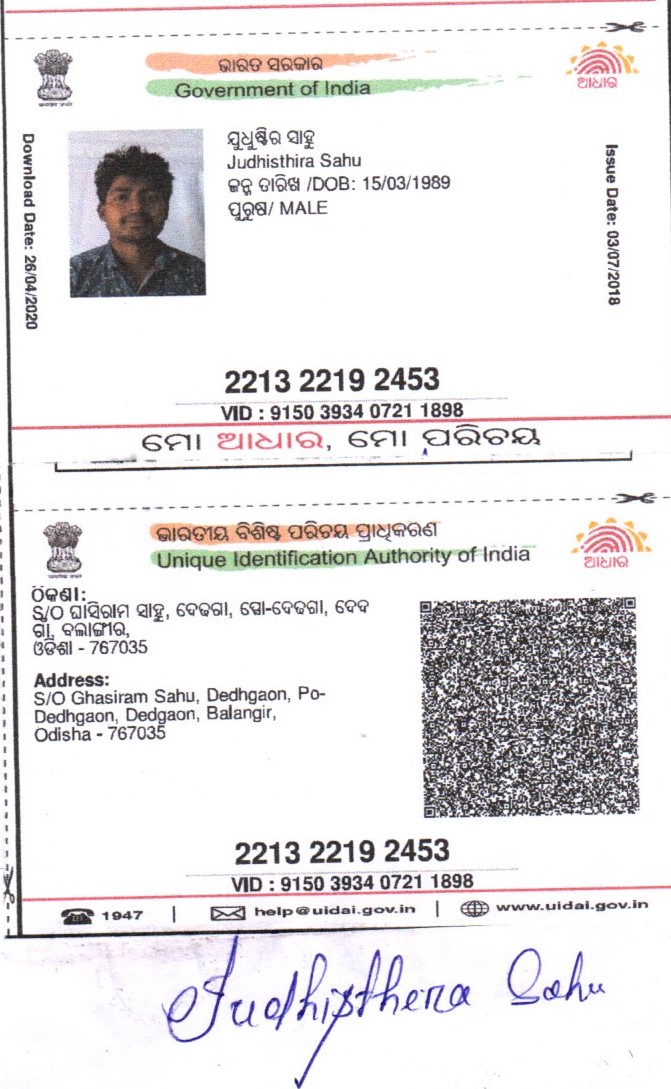 ଭାରତ ସରକାର
Government of India
ଆଧାର
Download Date: 26/04/2020
ଯୁଧିଷ୍ଟିର ସାହୁ
Judhisthira Sahu
ଜନ୍ମ ତାରିଖ /DOB: 15/03/1989
ପୁରୁଷ/ MALE
Issue Date: 03/07/2018
2213 2219 2453
VID : 9150 3934 0721 1898
ମୋ ଆଧାର, ମୋ ପରିଚୟ
ଭାରତୀୟ ବିଶିଷ୍ଟ ପରିଚୟ ପ୍ରାଧିକରଣ
Unique Identification Authority of India
ଆଧାର
ଠିକଣା:
S/O ଘାସିରାମ ସାହୁ, ଦେଢଗା, ପୋ-ଦେଢଗା, ଦେଦ
ଗାଁ, ବଲାଙ୍ଗୀର,
ଓଡିଶା - 767035
Address:
S/O Ghasiram Sahu, Dedhgaon, Po-
Dedhgaon, Dedgaon, Balangir,
Odisha - 767035
2213 2219 2453
VID : 9150 3934 0721 1898
1947 | help@uidai.gov.in | www.uidai.gov.in
Judhisthera Sahu